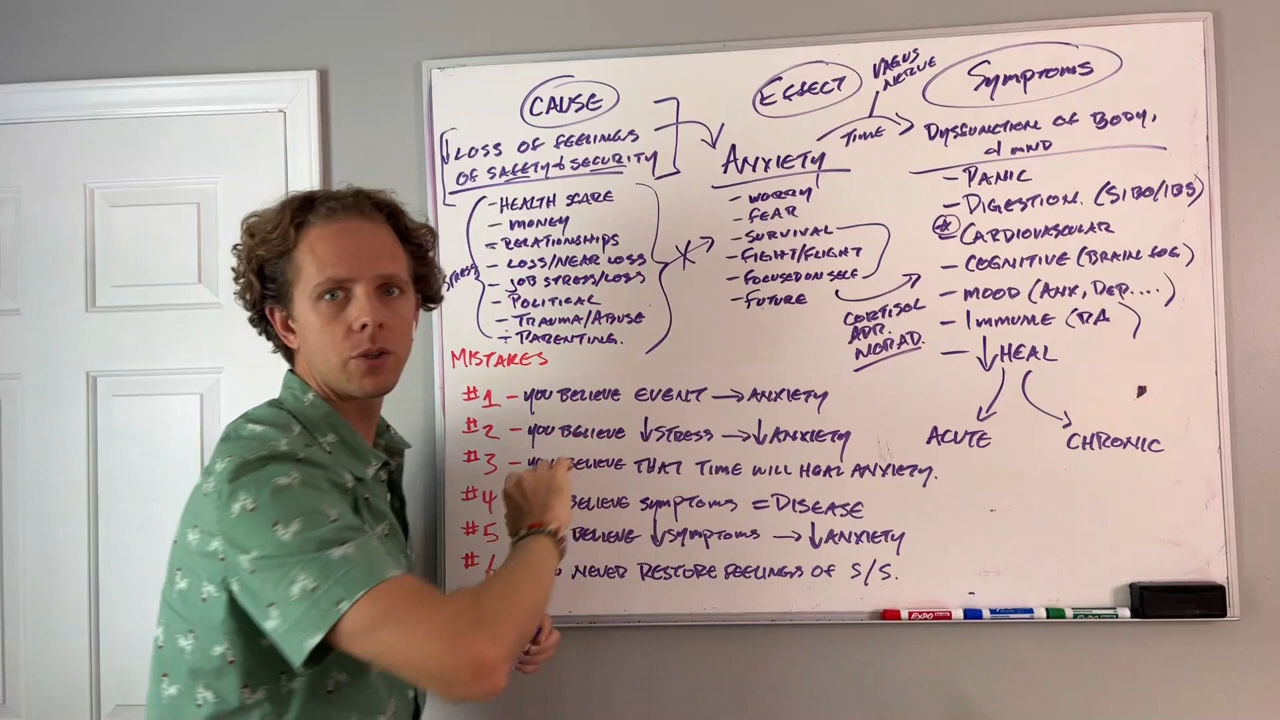 CAUSE
↓LOSS OF FEELINGS
OF SAFETY & SECURITY
STRESS
- HEALTH SCARE
- MONEY
- RELATIONSHIPS
- LOSS/NEAR LOSS
- JOB STRESS/LOSS
- POLITICAL
- TRAUMA/ABUSE
- PARENTING.
EFFECT
ANXIETY
- WORRY
- FEAR
- SURVIVAL
- FIGHT/FLIGHT
- FOCUSED ON SELF
- FUTURE
VAGUS
NERVE
TIME
CORTISOL
ADR.
NORAD.
SYMPTOMS
DYSFUNCTION OF BODY,
& MIND
- PANIC
- DIGESTION. (SIBO/IBS)
- CARDIOVASCULAR
- COGNITIVE (BRAIN FOG)
- MOOD (ANX, DEP....)
- IMMUNE (RA )
- ↓HEAL
ACUTE
CHRONIC
MISTAKES
#1 - YOU BELIEVE EVENT → ANXIETY
#2 - YOU BELIEVE ↓STRESS → ↓ANXIETY
#3 - YOU BELIEVE THAT TIME WILL HEAL ANXIETY.
#4 BELIEVE SYMPTOMS = DISEASE
#5 BELIEVE ↓SYMPTOMS → ↓ANXIETY
#6 NEVER RESTORE FEELINGS OF S/S.
EXPO